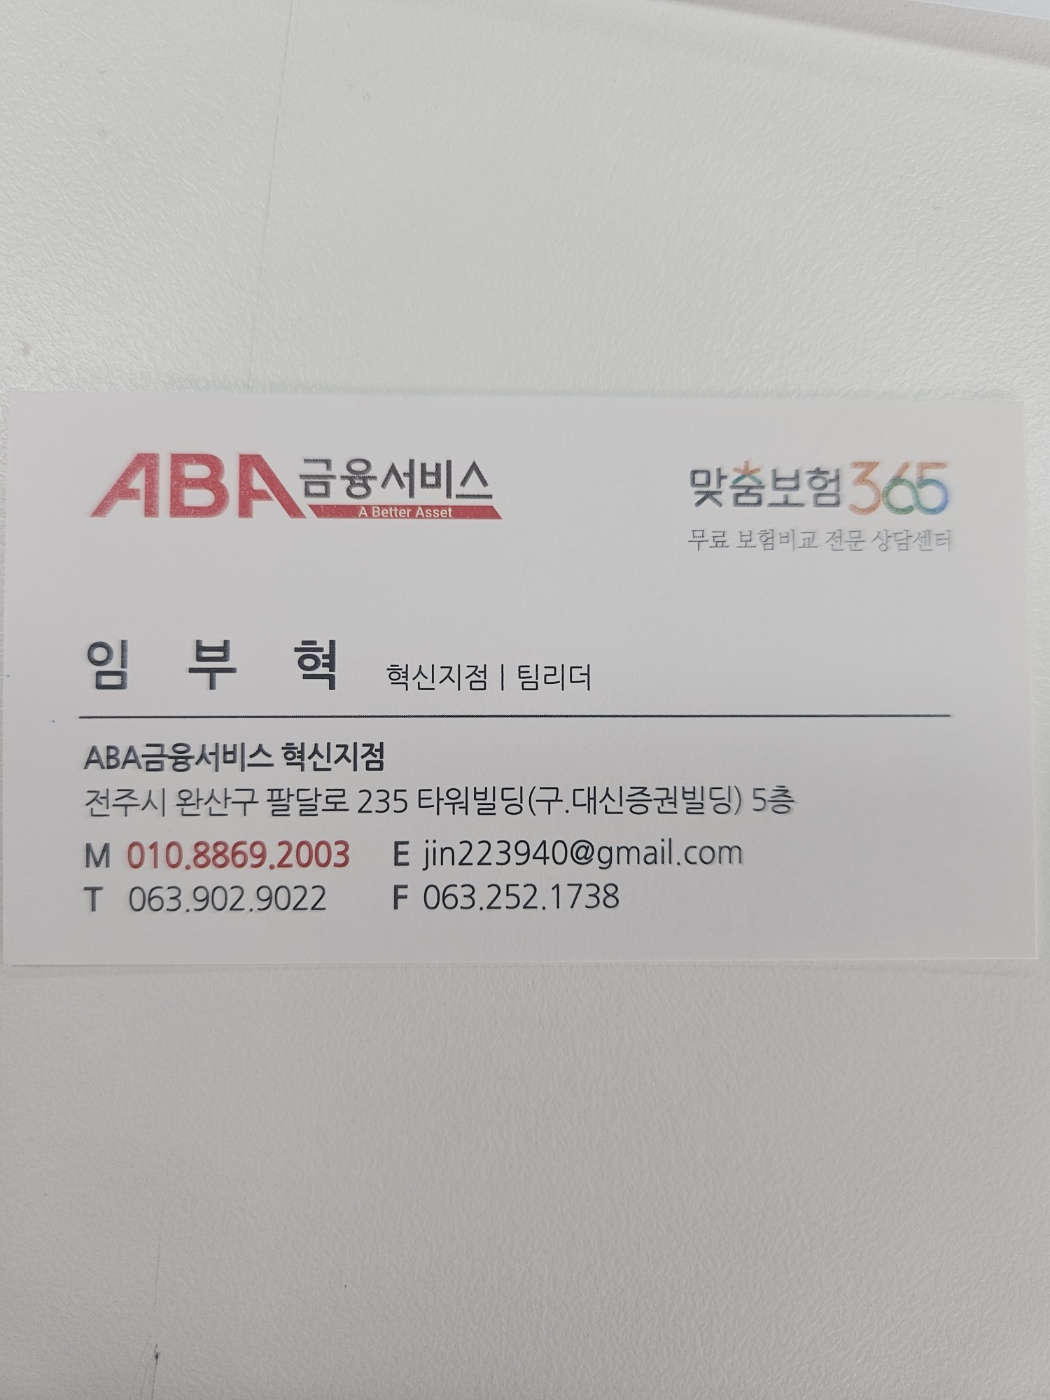 ABA금융서비스
A Better Asset
맞춤보험365
무료 보험비교 전문 상담센터
임 부 혁 혁신지점 | 팀리더
ABA금융서비스 혁신지점
전주시 완산구 팔달로 235 타워빌딩(구.대신증권빌딩) 5층
M 010.8869.2003 E jin223940@gmail.com
T 063.902.9022 F 063.252.1738